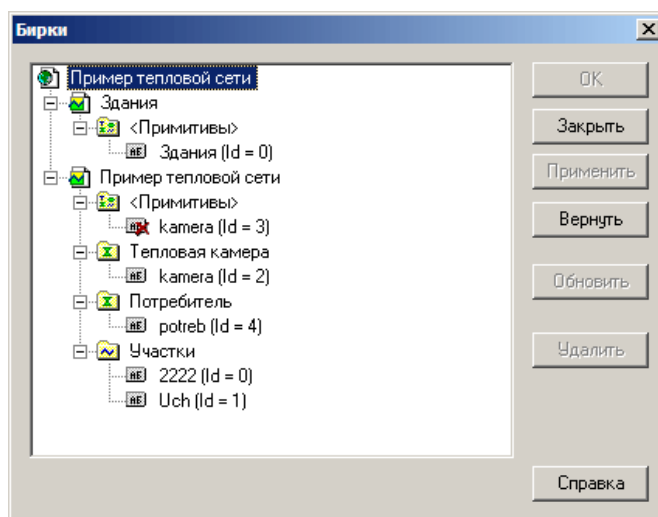 Бирки
Пример тепловой сети
Здания
<Примитивы>
Здания (Id = 0)
Пример тепловой сети
<Примитивы>
kamera (Id = 3)
Тепловая камера
kamera (Id = 2)
Потребитель
potreb (Id = 4)
Участки
2222 (Id = 0)
Uch (Id = 1)
OK
Закрыть
Применить
Вернуть
Обновить
Удалить
Справка